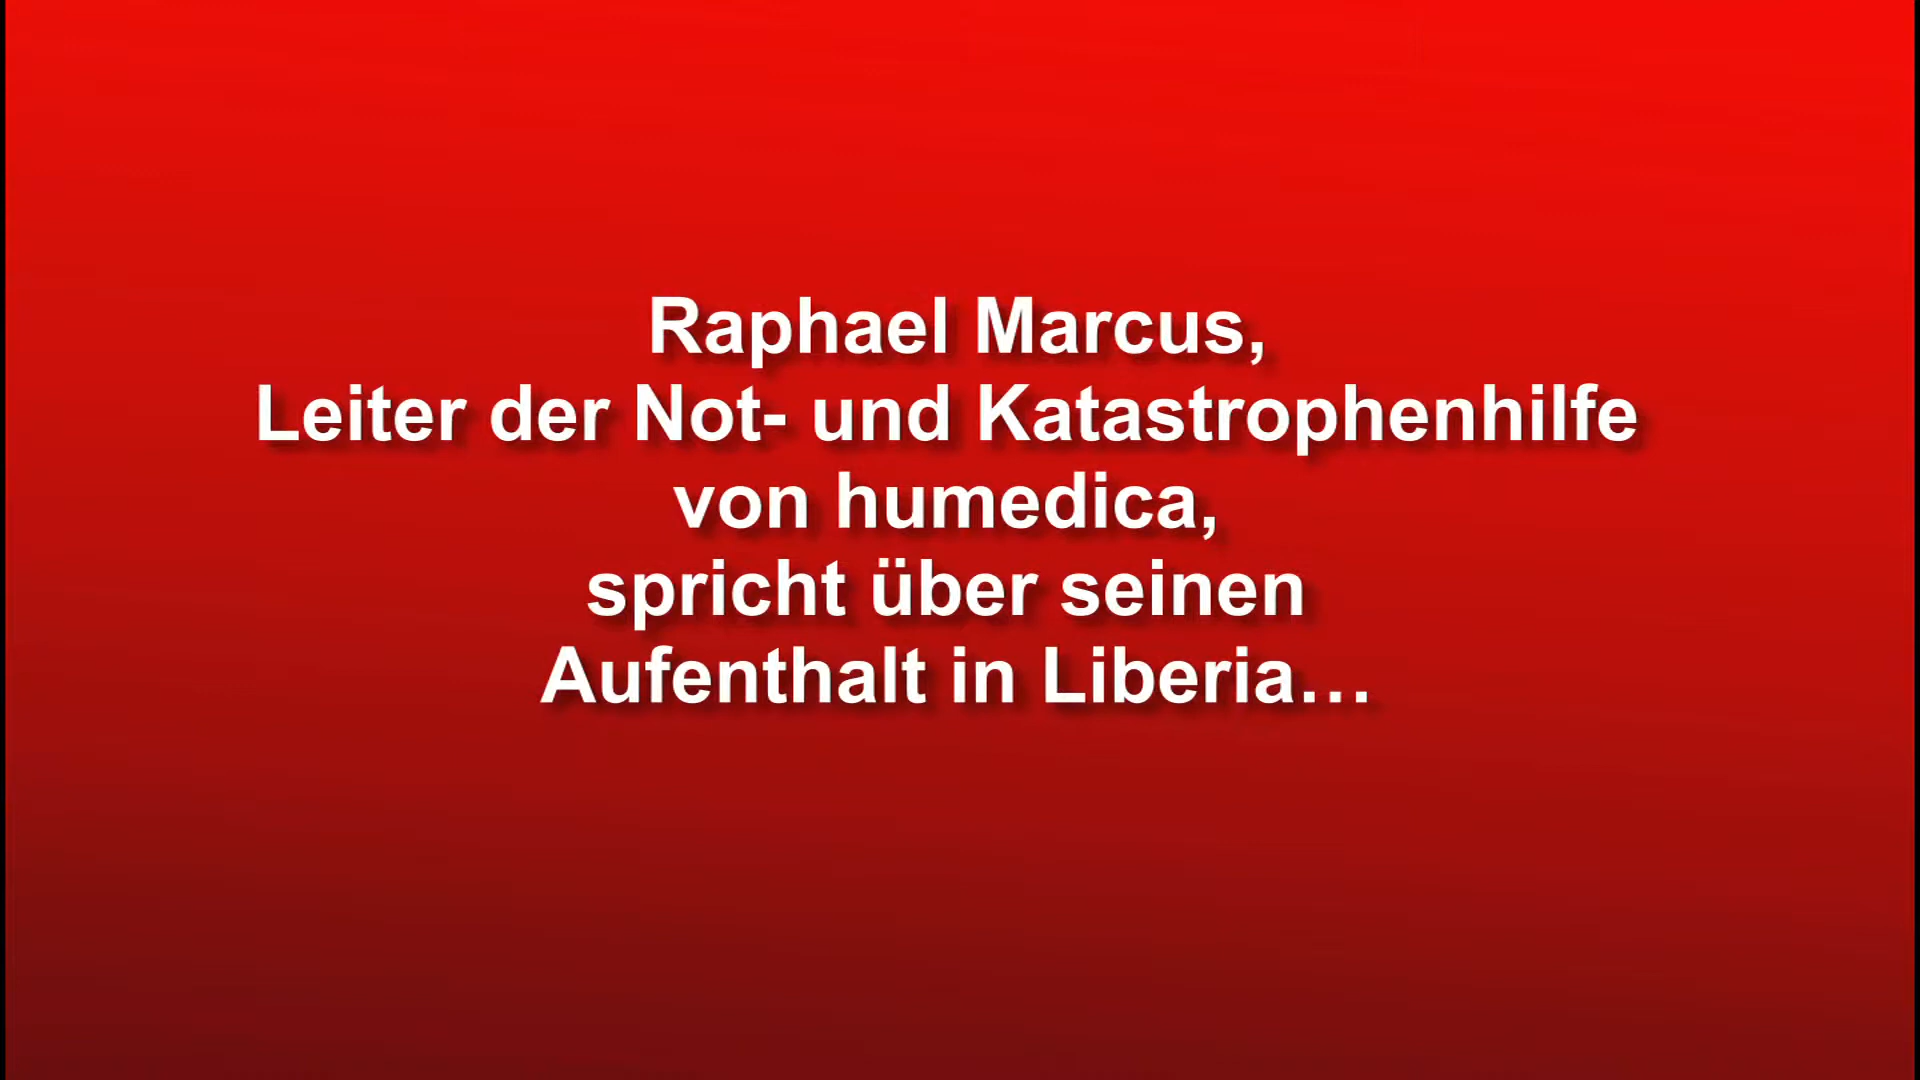 Raphael Marcus,
Leiter der Not- und Katastrophenhilfe
von humedica,
spricht über seinen
Aufenthalt in Liberia…